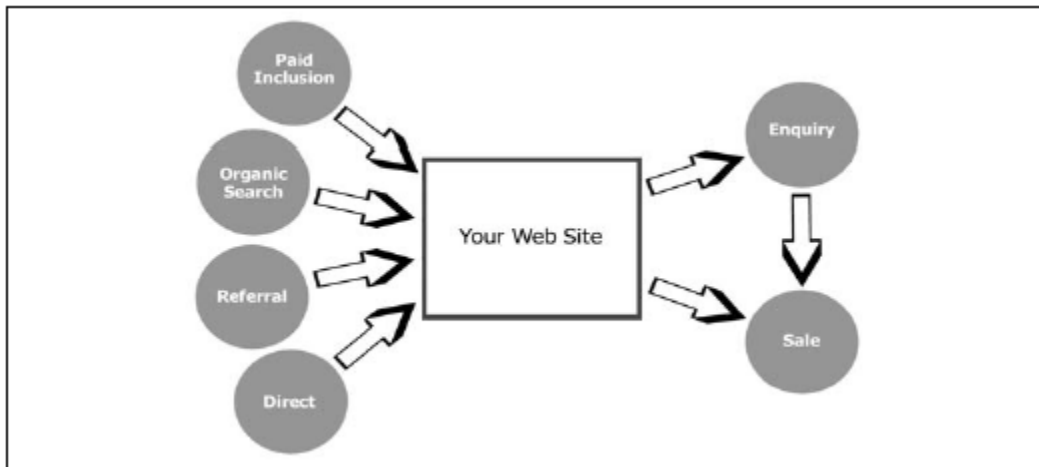 Paid
Inclusion
Organic
Search
Referral
Direct
Your Web Site
Enquiry
Sale